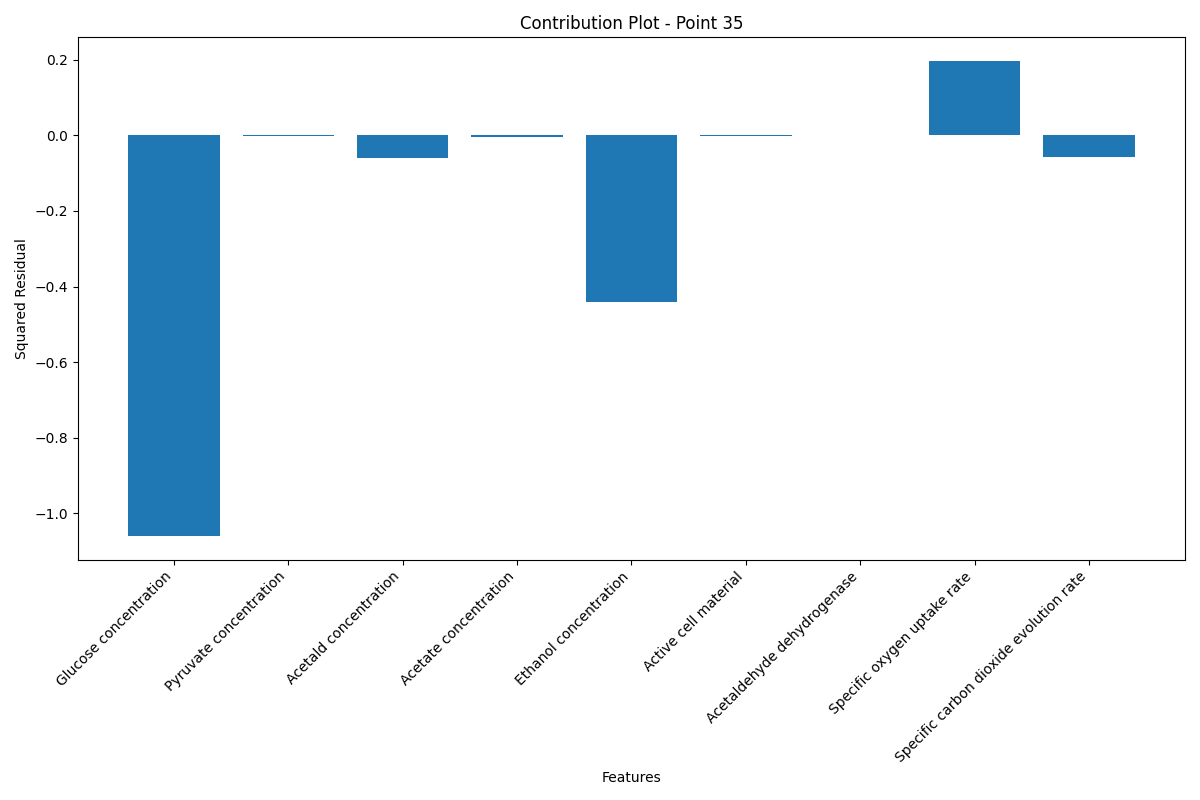 Contribution Plot - Point 35
Squared Residual
0.2
0.0
−0.2
−0.4
−0.6
−0.8
−1.0
Glucose concentration
Pyruvate concentration
Acetald concentration
Acetate concentration
Ethanol concentration
Active cell material
Acetaldehyde dehydrogenase
Specific oxygen uptake rate
Specific carbon dioxide evolution rate
Features